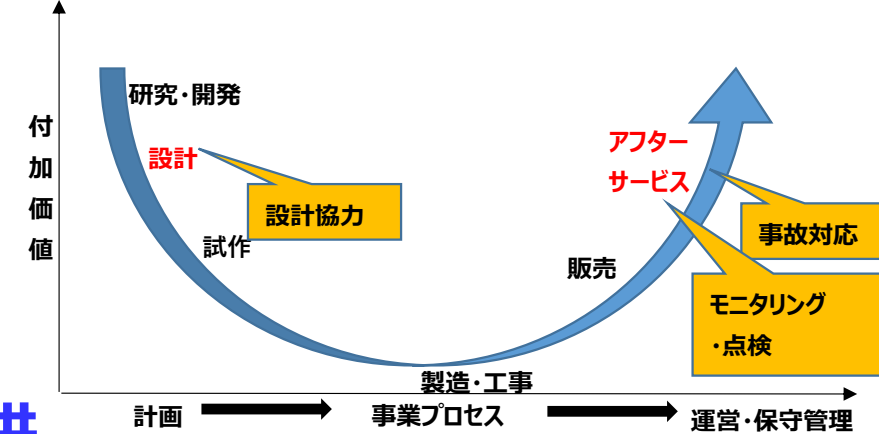 付加価値
研究・開発
設計
設計協力
試作
アフター
サービス
事故対応
販売
モニタリング
・点検
製造・工事
計画
事業プロセス
運営・保守管理